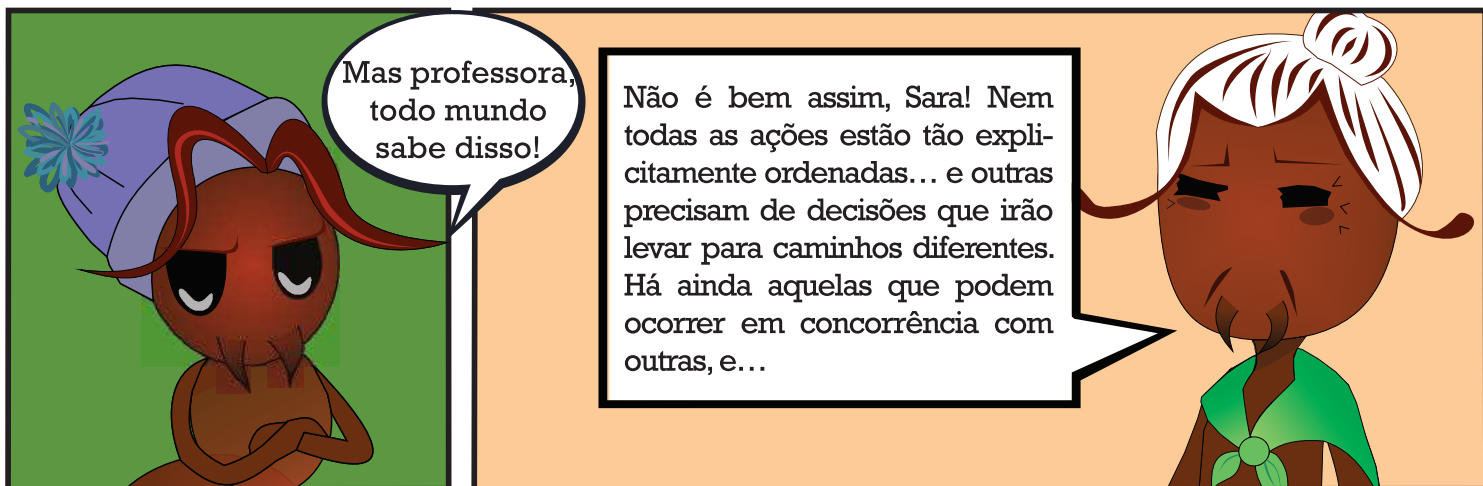 Mas professora,
todo mundo
sabe disso!
Não é bem assim, Sara! Nem
todas as ações estão tão expli-
citamente ordenadas... e outras
precisam de decisões que irão
levar para caminhos diferentes.
Há ainda aquelas que podem
ocorrer em concorrência com
outras, e...